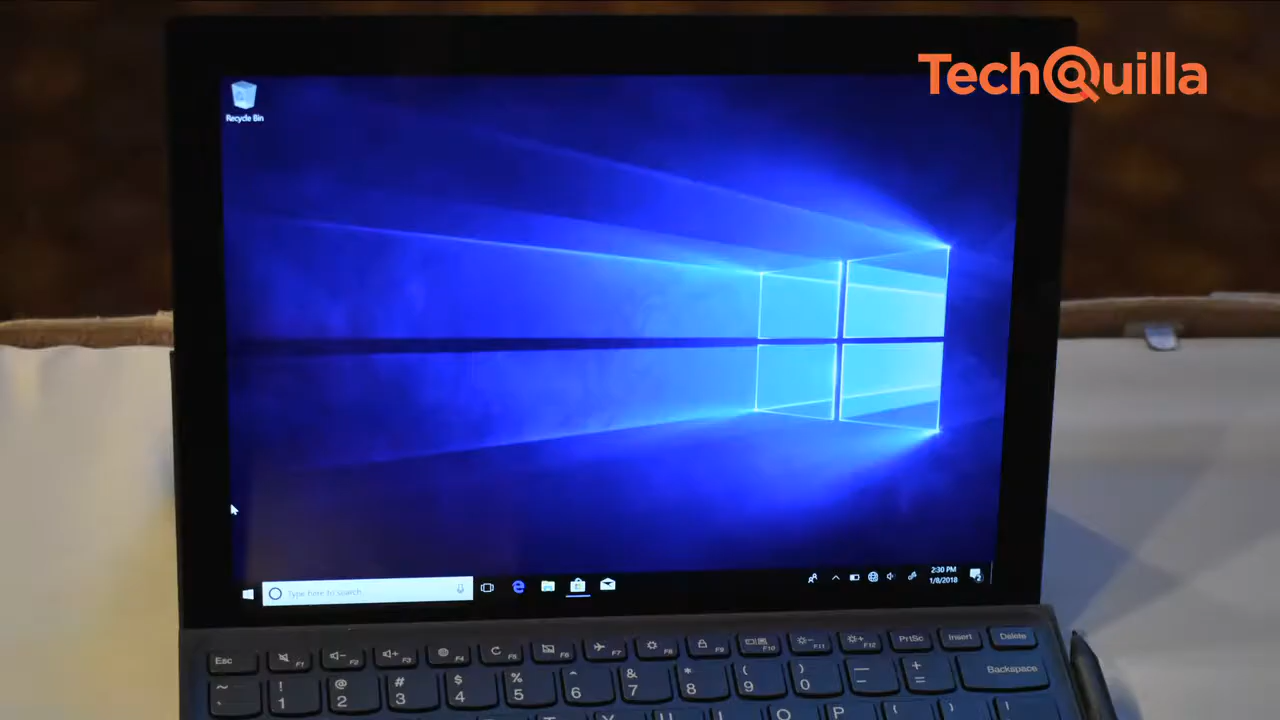 TechQuilla
Recycle Bin
Type here to search
2:30 PM
1/8/2018
Esc F1 F2 F3 F4 F5 F6 F7 F8 F9 F10 F11 F12 PrtSc Insert Delete
~ ! @ # $ % ^ & * ( ) — +
1 2 3 4 5 6 7 8 9 0 - = Backspace
O P